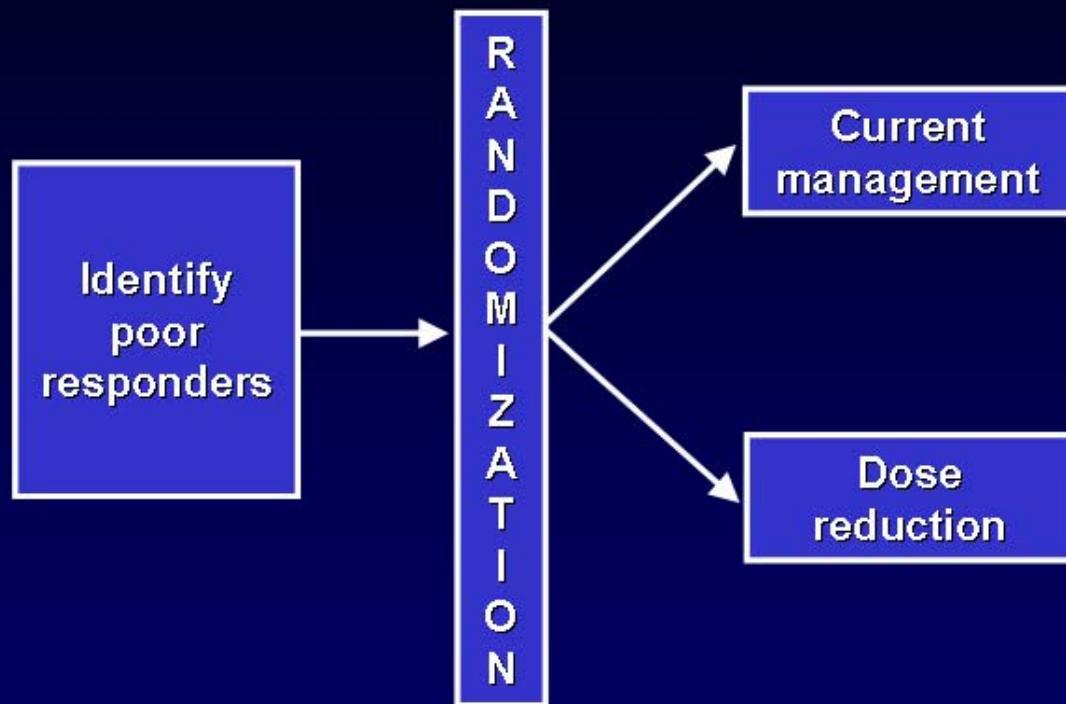 Identify
poor
responders
R
A
N
D
O
M
I
Z
A
T
I
O
N
Current
management
Dose
reduction